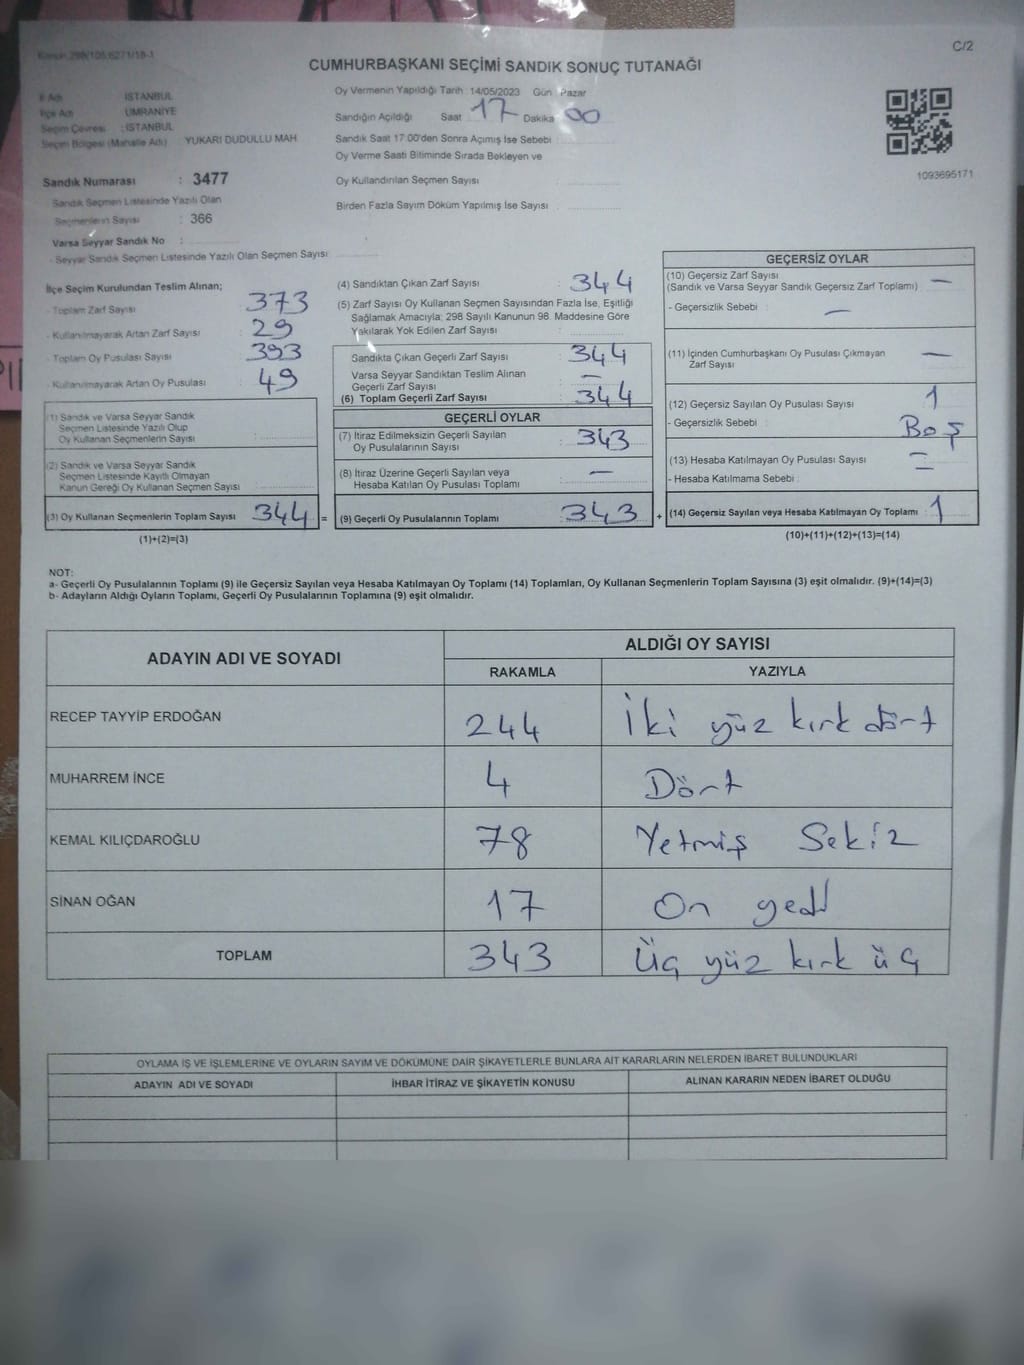 Kanun: 298/105,6271/18-1
C/2
CUMHURBAŞKANI SEÇİMİ SANDIK SONUÇ TUTANAĞI
İl Adı : İSTANBUL
İlçe Adı : ÜMRANİYE
Seçim Çevresi : İSTANBUL
Seçim Bölgesi (Mahalle Adı) YUKARI DUDULLU MAH
Sandık Numarası : 3477
Sandık Seçmen Listesinde Yazılı Olan
Seçmenlerin Sayısı : 366
Varsa Seyyar Sandık No :
- Seyyar Sandık Seçmen Listesinde Yazılı Olan Seçmen Sayısı:
Oy Vermenin Yapıldığı Tarih :14/05/2023 Gün : Pazar
Sandığın Açıldığı Saat 17 Dakika 00
Sandık Saat 17:00'den Sonra Açımış İse Sebebi :
Oy Verme Saati Bitiminde Sırada Bekleyen ve
Oy Kullandırılan Seçmen Sayısı :
Birden Fazla Sayım Döküm Yapılmış İse Sayısı :
1093695171
İlçe Seçim Kurulundan Teslim Alınan;
- Toplam Zarf Sayısı : 373
- Kullanılmayarak Artan Zarf Sayısı : 29
- Toplam Oy Pusulası Sayısı : 393
- Kullanılmayarak Artan Oy Pusulası : 49
(1) Sandık ve Varsa Seyyar Sandık
Seçmen Listesinde Yazılı Olup
Oy Kullanan Seçmenlerin Sayısı :
(2) Sandık ve Varsa Seyyar Sandık
Seçmen Listesinde Kayıtlı Olmayan
Kanun Gereği Oy Kullanan Seçmen Sayısı :
(3) Oy Kullanan Seçmenlerin Toplam Sayısı 344 =
(1)+(2)=(3)
(4) Sandıktan Çıkan Zarf Sayısı : 344
(5) Zarf Sayısı Oy Kullanan Seçmen Sayısından Fazla İse, Eşitliği
Sağlamak Amacıyla; 298 Sayılı Kanunun 98. Maddesine Göre
Yakılarak Yok Edilen Zarf Sayısı :
Sandıkta Çıkan Geçerli Zarf Sayısı : 344
Varsa Seyyar Sandıktan Teslim Alınan
Geçerli Zarf Sayısı : —
(6) Toplam Geçerli Zarf Sayısı : 344
GEÇERLİ OYLAR
(7) İtiraz Edilmeksizin Geçerli Sayılan
Oy Pusulalarının Sayısı : 343
(8) İtiraz Üzerine Geçerli Sayılan veya
Hesaba Katılan Oy Pusulası Toplamı : —
(9) Geçerli Oy Pusulalarının Toplamı : 343 +
GEÇERSİZ OYLAR
(10) Geçersiz Zarf Sayısı
(Sandık ve Varsa Seyyar Sandık Geçersiz Zarf Toplamı) : —
- Geçersizlik Sebebi : —
(11) İçinden Cumhurbaşkanı Oy Pusulası Çıkmayan
Zarf Sayısı : —
(12) Geçersiz Sayılan Oy Pusulası Sayısı : 1
- Geçersizlik Sebebi : Boş
(13) Hesaba Katılmayan Oy Pusulası Sayısı : —
- Hesaba Katılmama Sebebi : —
(14) Geçersiz Sayılan veya Hesaba Katılmayan Oy Toplamı : 1
(10)+(11)+(12)+(13)=(14)
NOT:
a- Geçerli Oy Pusulalarının Toplamı (9) ile Geçersiz Sayılan veya Hesaba Katılmayan Oy Toplamı (14) Toplamları, Oy Kullanan Seçmenlerin Toplam Sayısına (3) eşit olmalıdır. (9)+(14)=(3)
b- Adayların Aldığı Oyların Toplamı, Geçerli Oy Pusulalarının Toplamına (9) eşit olmalıdır.
ADAYIN ADI VE SOYADI ALDIĞI OY SAYISI
RAKAMLA YAZIYLA
RECEP TAYYİP ERDOĞAN 244 İki yüz kırk dört
MUHARREM İNCE 4 Dört
KEMAL KILIÇDAROĞLU 78 Yetmiş Sekiz
SİNAN OĞAN 17 On yedi
TOPLAM 343 Üç yüz kırk üç
OYLAMA İŞ VE İŞLEMLERİNE VE OYLARIN SAYIM VE DÖKÜMÜNE DAİR ŞİKAYETLERLE BUNLARA AİT KARARLARIN NELERDEN İBARET BULUNDUKLARI
ADAYIN ADI VE SOYADI İHBAR İTİRAZ VE ŞİKAYETİN KONUSU ALINAN KARARIN NEDEN İBARET OLDUĞU